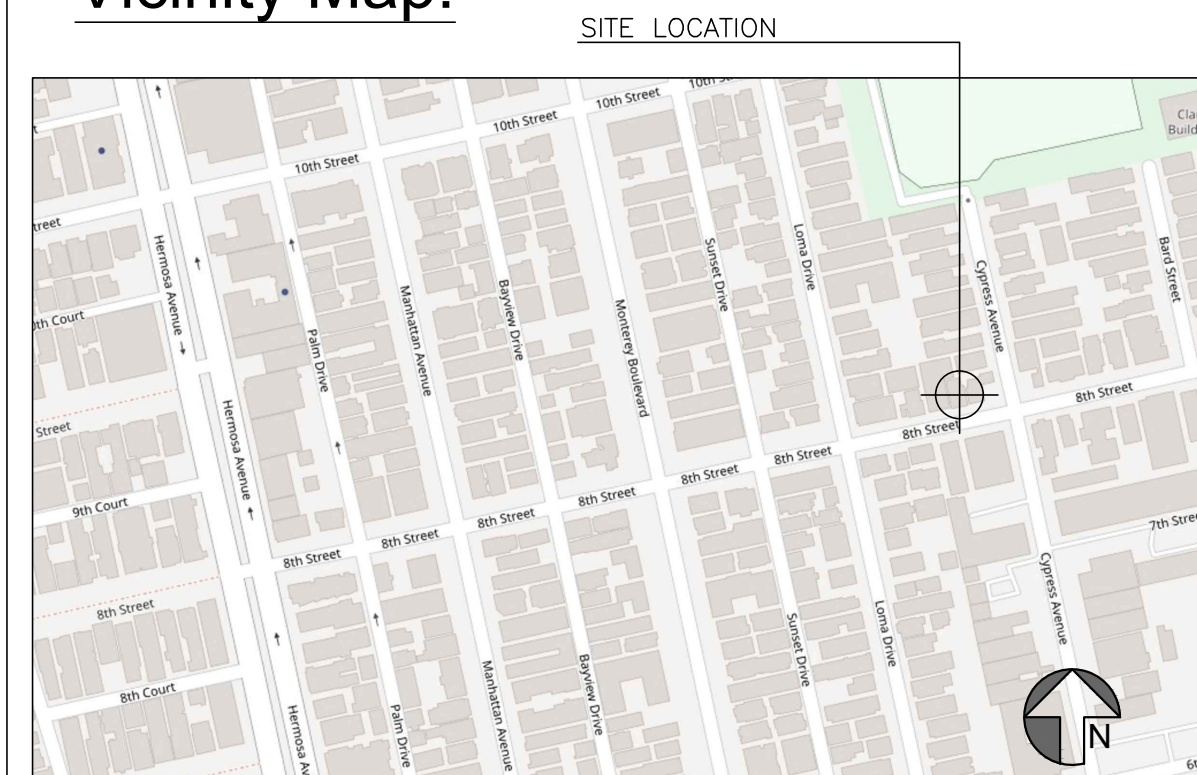 Vicinity Map:
SITE LOCATION
10th Street
10th Street
10th Street
Hermosa Avenue
Palm Drive
Manhattan Avenue
Bayview Drive
Monterey Boulevard
Sunset Drive
Loma Drive
Cypress Avenue
Bard Street
Hermosa Avenue
Street
9th Court
8th Street
8th Street
8th Street
8th Street
8th Street
8th Street
8th Street
8th Street
8th Street
8th Court
Hermosa Av
Palm Drive
Manhattan Avenue
Bayview Drive
Sunset Drive
Loma Drive
Cypress Avenue
7th Stre
N